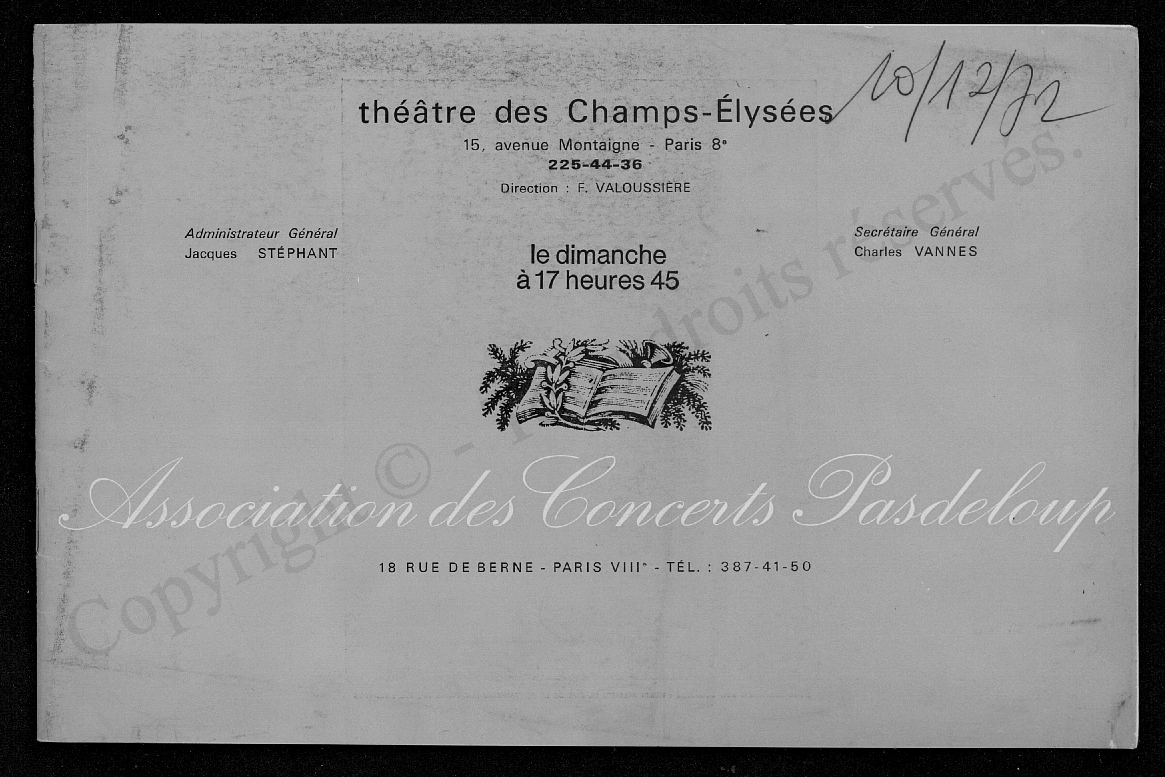 10/12/72
théâtre des Champs-Élysées
15, avenue Montaigne - Paris 8e
225-44-36
Direction : F. VALOUSSIÈRE
Administrateur Général
Jacques STÉPHANT
Secrétaire Général
Charles VANNES
le dimanche
à 17 heures 45
Association des Concerts Pasdeloup
18 RUE DE BERNE - PARIS VIIIe - TÉL. : 387-41-50
Copyright © - droits réservés.